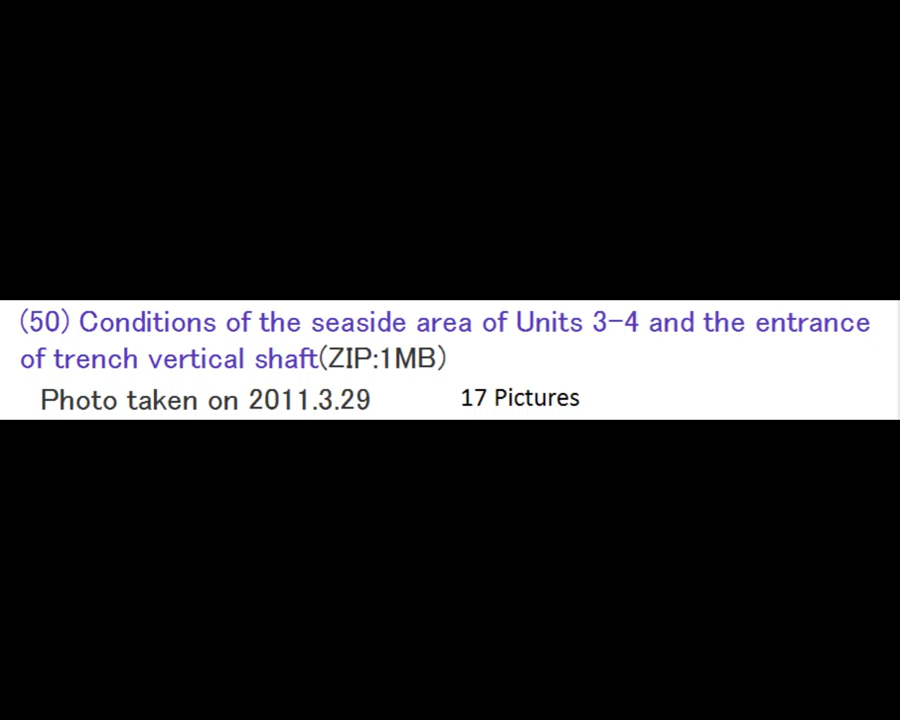 (50) Conditions of the seaside area of Units 3-4 and the entrance
of trench vertical shaft(ZIP:1MB)
Photo taken on 2011.3.29 17 Pictures